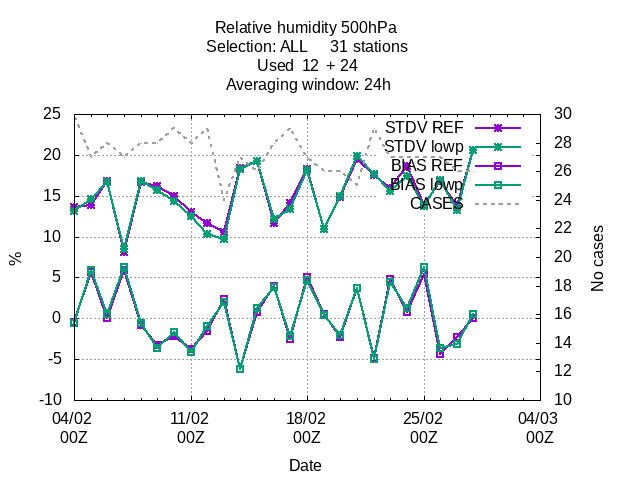 Relative humidity 500hPa
Selection: ALL 31 stations
Used 12 + 24
Averaging window: 24h
STDV REF
STDV lowp
BIAS REF
BIAS lowp
CASES
%
25
20
15
10
5
0
-5
-10
30
28
26
24
22
20
18
16
14
12
10
No cases
04/02 11/02 18/02 25/02 04/03
00Z 00Z 00Z 00Z 00Z
Date